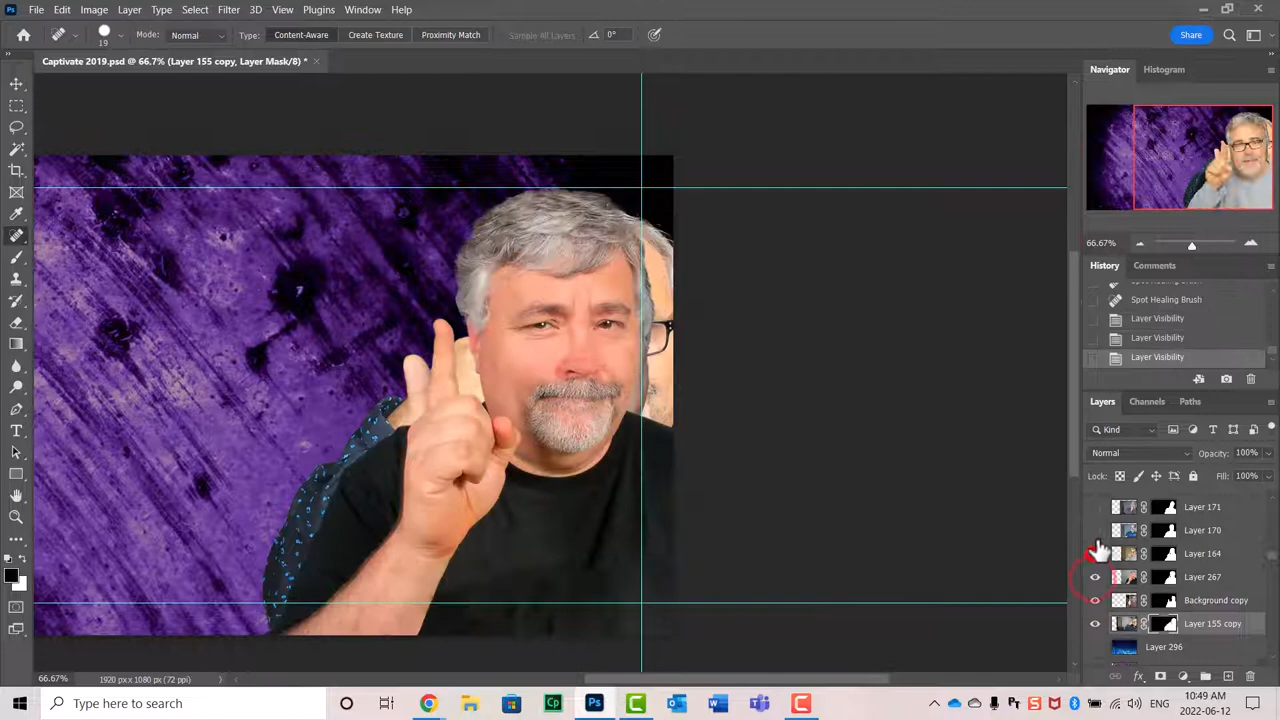 Ps File Edit Image Layer Type Select Filter 3D View Plugins Window Help
19 Mode: Normal Type: Content-Aware Create Texture Proximity Match Sample All Layers 0° Share
Captivate 2019.psd @ 66.7% (Layer 155 copy, Layer Mask/8) * ×
Navigator Histogram
66.67%
History Comments
Spot Healing Brush
Layer Visibility
Layer Visibility
Layer Visibility
Layers Channels Paths
Kind
Normal Opacity: 100%
Lock: Fill: 100%
Layer 171
Layer 170
Layer 164
Layer 267
Background copy
Layer 155 copy
Layer 296
66.67% 1920 px x 1080 px (72 ppi)
Type here to search
10:49 AM
2022-06-12